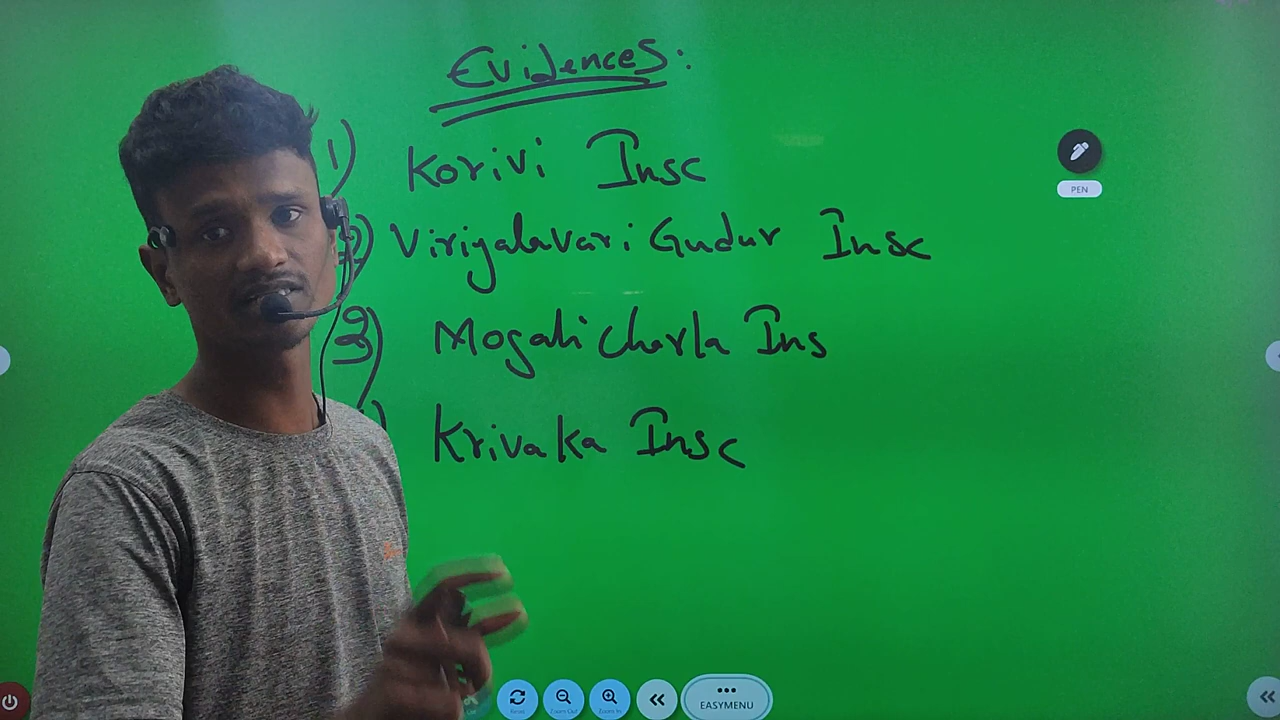 Evidences:
1) Korivi Insc
2) Viriyalavari Gudur Insc
3) Mogalicharla Ins
Krivaka Insc
PEN
EASYMENU